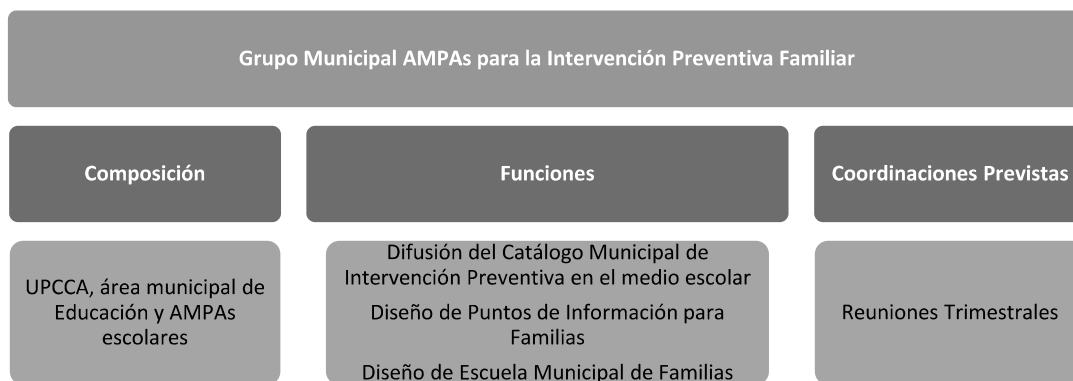 Grupo Municipal AMPAs para la Intervención Preventiva Familiar
Composición
Funciones
Coordinaciones Previstas
UPCCA, área municipal de
Educación y AMPAs
escolares
Difusión del Catálogo Municipal de
Intervención Preventiva en el medio escolar
Diseño de Puntos de Información para
Familias
Diseño de Escuela Municipal de Familias
Reuniones Trimestrales